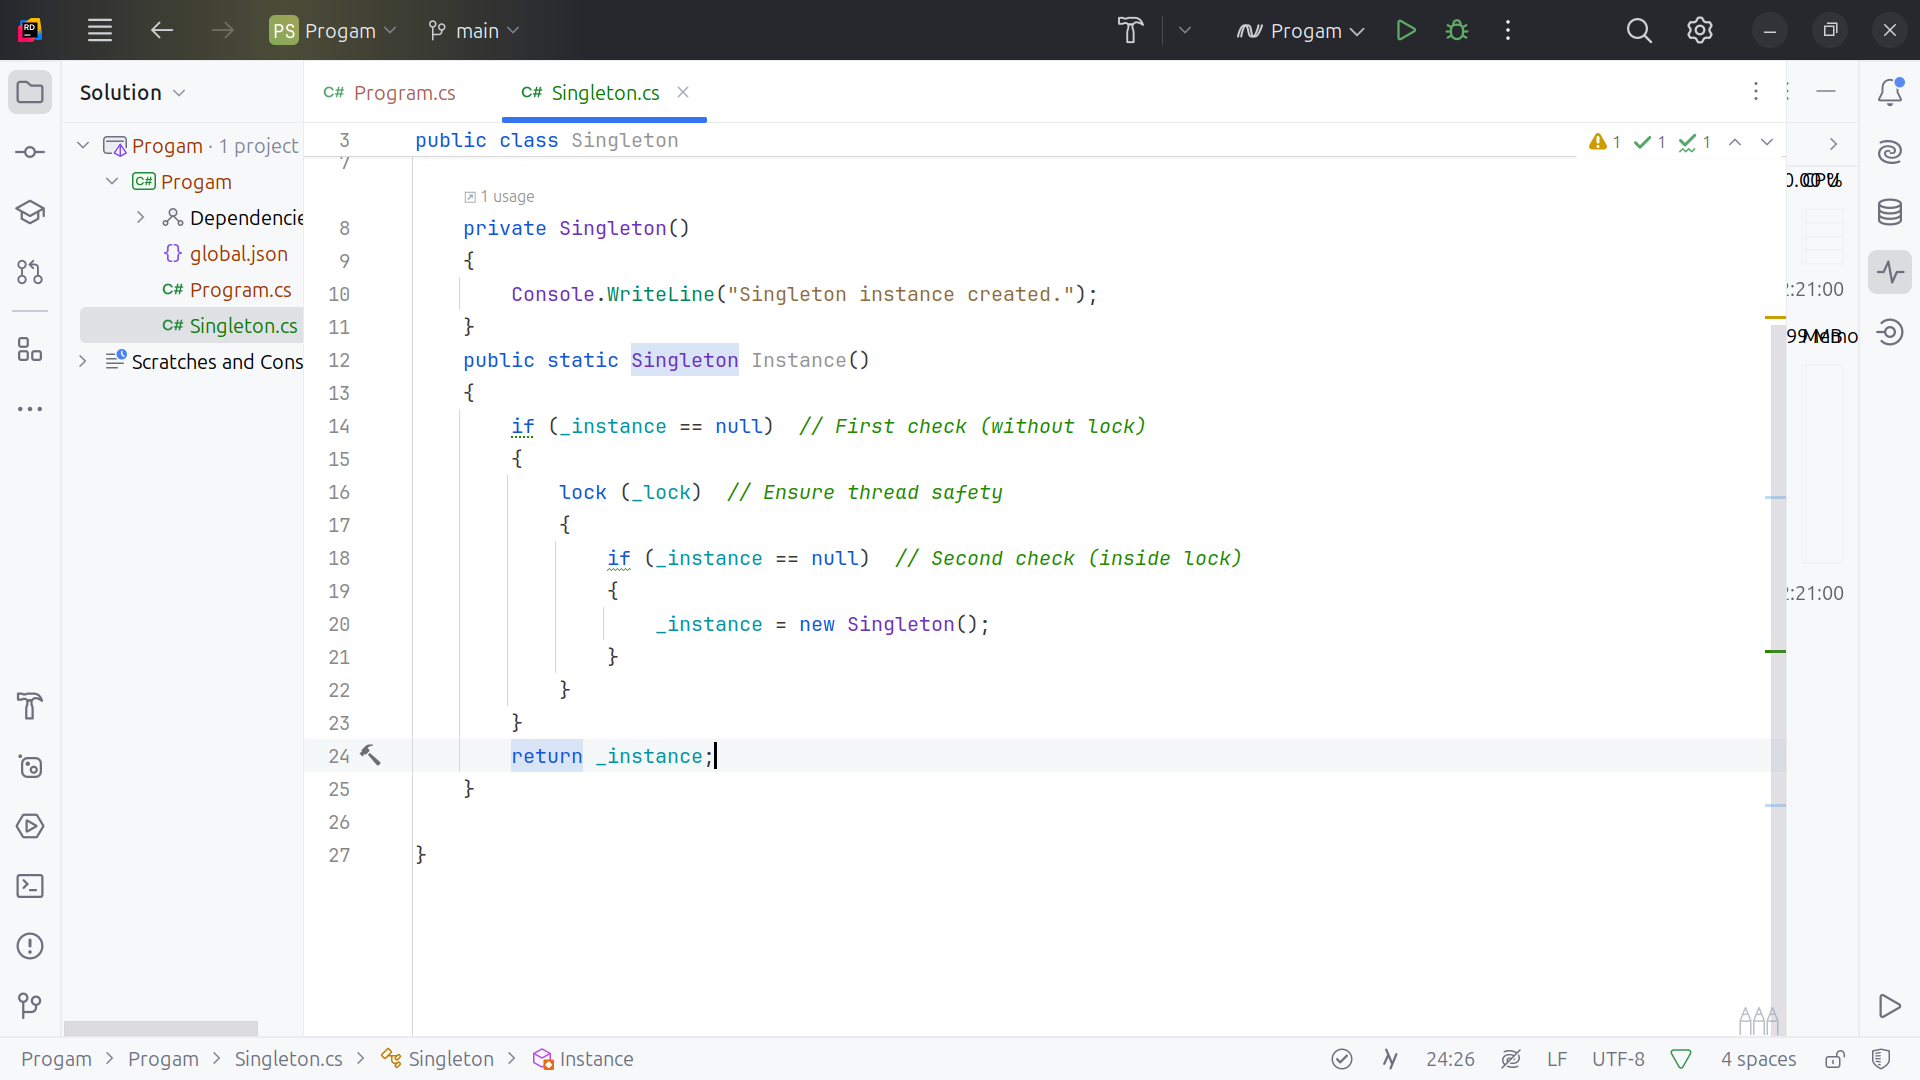 PS Progam
main
Progam
Solution
C# Program.cs
C# Singleton.cs
Progam · 1 project
C# Progam
Dependencie
{} global.json
C# Program.cs
C# Singleton.cs
Scratches and Cons
3 public class Singleton
1 1 1
7
1 usage
8 private Singleton()
9 {
10 Console.WriteLine("Singleton instance created.");
11 }
12 public static Singleton Instance()
13 {
14 if (_instance == null) // First check (without lock)
15 {
16 lock (_lock) // Ensure thread safety
17 {
18 if (_instance == null) // Second check (inside lock)
19 {
20 _instance = new Singleton();
21 }
22 }
23 }
24 return _instance;
25 }
26
27 }
:21:00
:21:00
Progam > Progam > Singleton.cs > Singleton > Instance
24:26 LF UTF-8 4 spaces